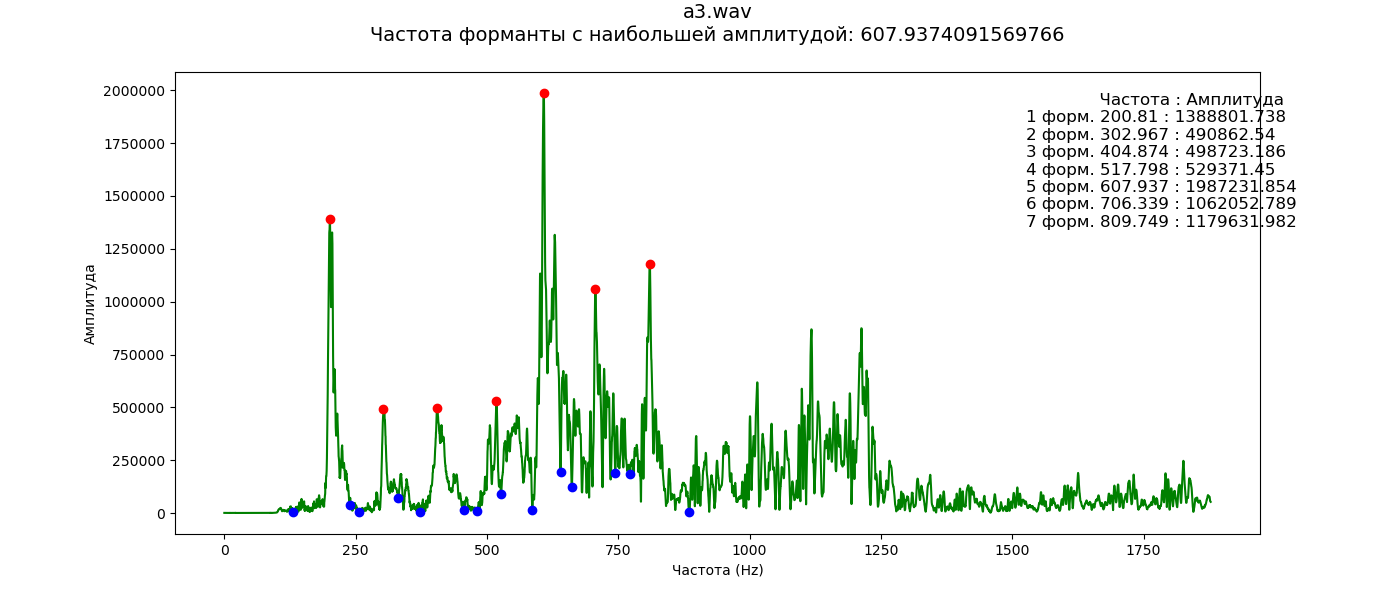 a3.wav
Частота форманты с наибольшей амплитудой: 607.9374091569766
Частота : Амплитуда
1 форм. 200.81 : 1388801.738
2 форм. 302.967 : 490862.54
3 форм. 404.874 : 498723.186
4 форм. 517.798 : 529371.45
5 форм. 607.937 : 1987231.854
6 форм. 706.339 : 1062052.789
7 форм. 809.749 : 1179631.982
Амплитуда
2000000
1750000
1500000
1250000
1000000
750000
500000
250000
0
0 250 500 750 1000 1250 1500 1750
Частота (Hz)